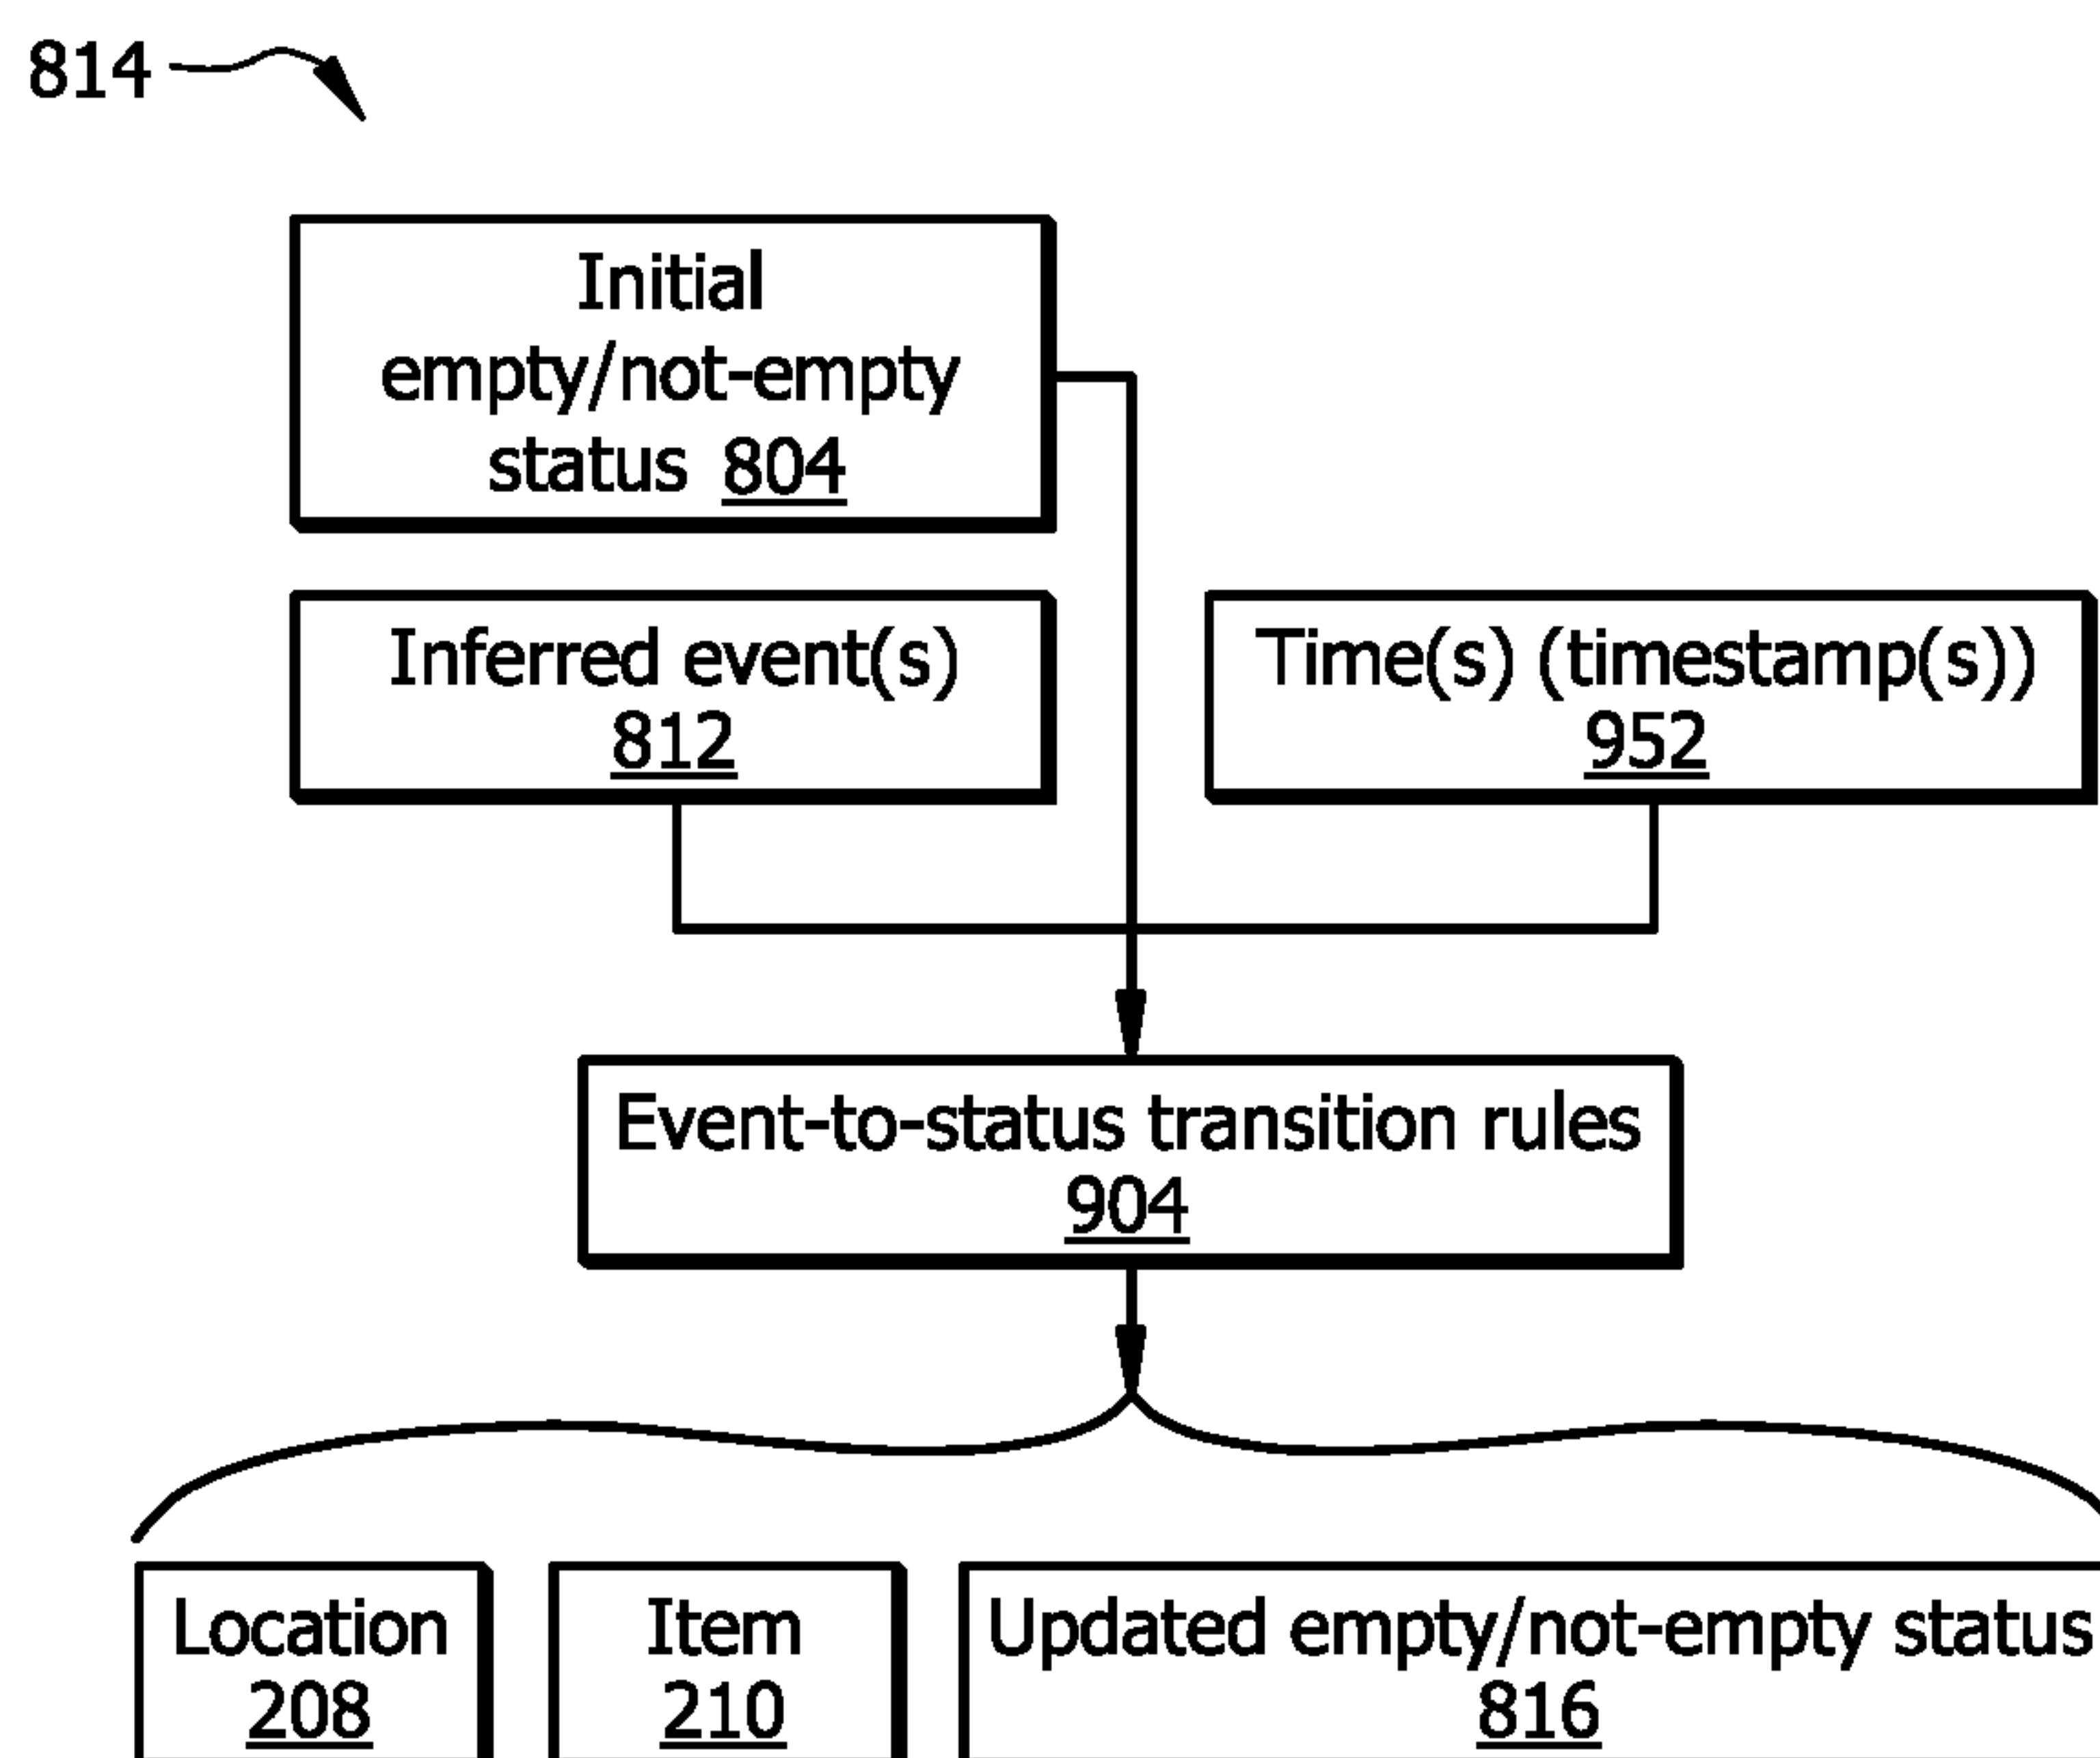 814
Initial
empty/not-empty
status 804
Inferred event(s)
812
Time(s) (timestamp(s))
952
Event-to-status transition rules
904
Location
208
Item
210
Updated empty/not-empty status
816